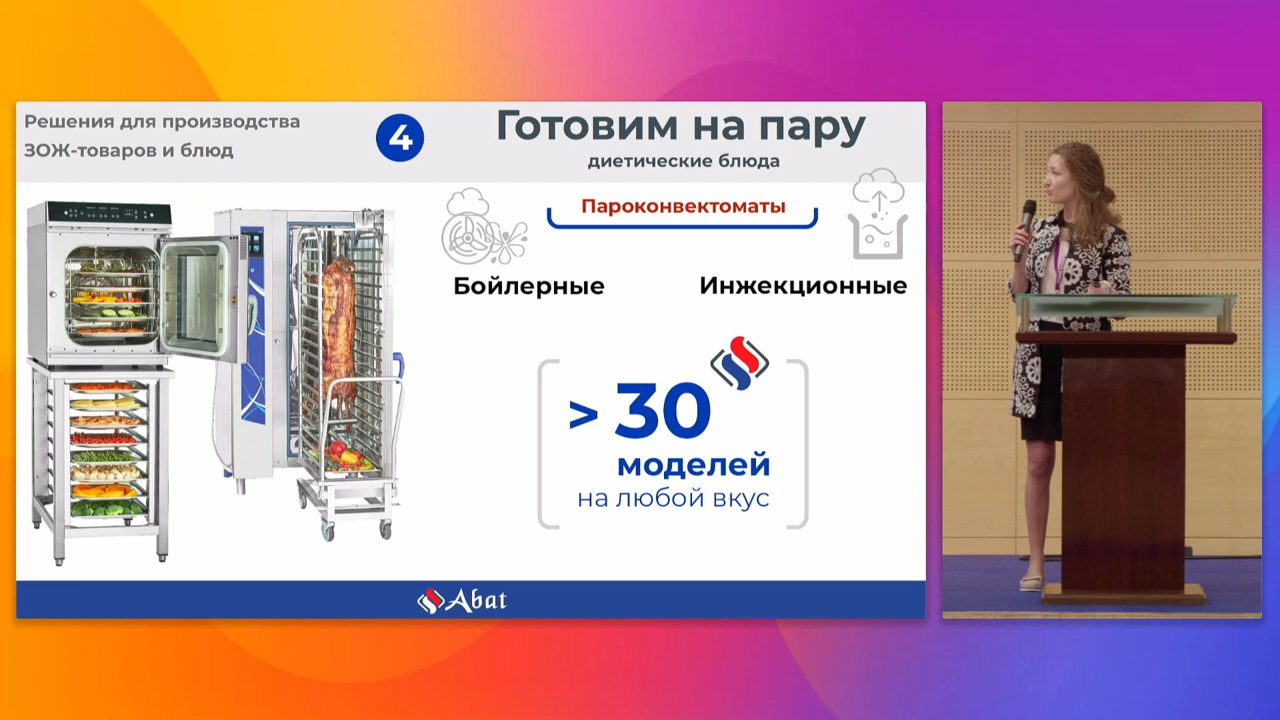 Решения для производства
ЗОЖ-товаров и блюд
4
Готовим на пару
диетические блюда
Пароконвектоматы
Бойлерные
Инжекционные
> 30
моделей
на любой вкус
Abat